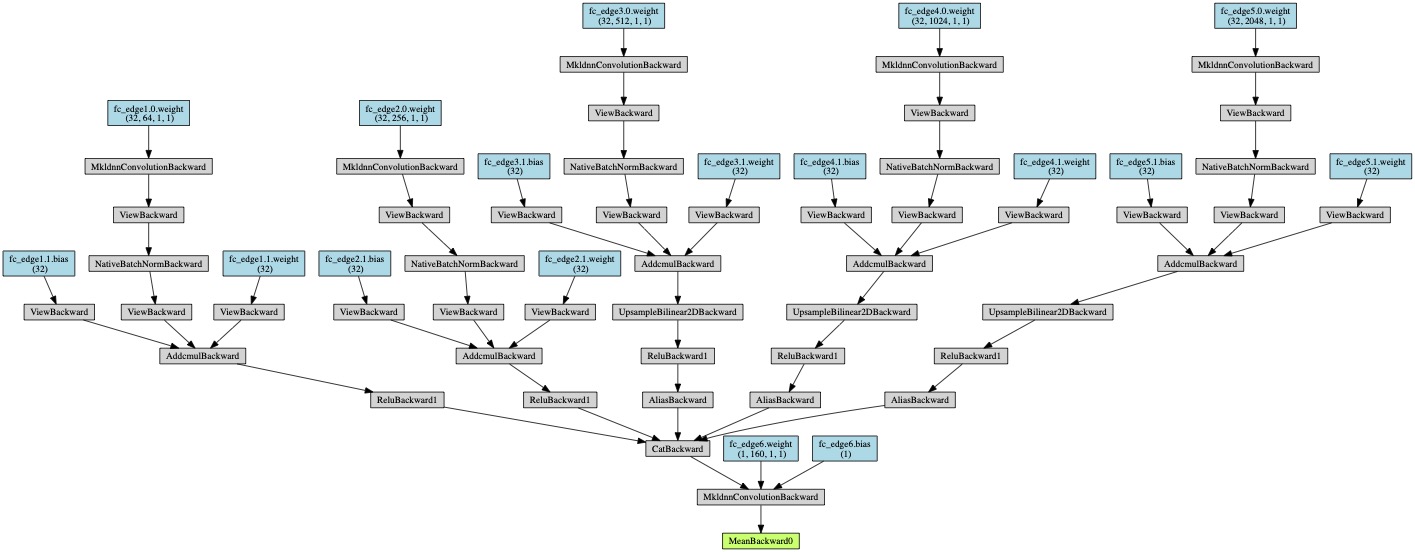 fc_edge3.0.weight
(32, 512, 1, 1)
fc_edge4.0.weight
(32, 1024, 1, 1)
fc_edge5.0.weight
(32, 2048, 1, 1)
MkldnnConvolutionBackward
MkldnnConvolutionBackward
MkldnnConvolutionBackward
fc_edge1.0.weight
(32, 64, 1, 1)
fc_edge2.0.weight
(32, 256, 1, 1)
ViewBackward
ViewBackward
ViewBackward
MkldnnConvolutionBackward
MkldnnConvolutionBackward
fc_edge3.1.bias
(32)
NativeBatchNormBackward
fc_edge3.1.weight
(32)
fc_edge4.1.bias
(32)
NativeBatchNormBackward
fc_edge4.1.weight
(32)
fc_edge5.1.bias
(32)
NativeBatchNormBackward
fc_edge5.1.weight
(32)
ViewBackward
ViewBackward
ViewBackward
ViewBackward
ViewBackward
ViewBackward
ViewBackward
ViewBackward
ViewBackward
ViewBackward
ViewBackward
fc_edge1.1.bias
(32)
NativeBatchNormBackward
fc_edge1.1.weight
(32)
fc_edge2.1.bias
(32)
NativeBatchNormBackward
fc_edge2.1.weight
(32)
AddcmulBackward
AddcmulBackward
AddcmulBackward
ViewBackward
ViewBackward
ViewBackward
ViewBackward
ViewBackward
ViewBackward
UpsampleBilinear2DBackward
UpsampleBilinear2DBackward
UpsampleBilinear2DBackward
AddcmulBackward
AddcmulBackward
ReluBackward1
ReluBackward1
ReluBackward1
ReluBackward1
ReluBackward1
AliasBackward
AliasBackward
AliasBackward
CatBackward
fc_edge6.weight
(1, 160, 1, 1)
fc_edge6.bias
(1)
MkldnnConvolutionBackward
MeanBackward0